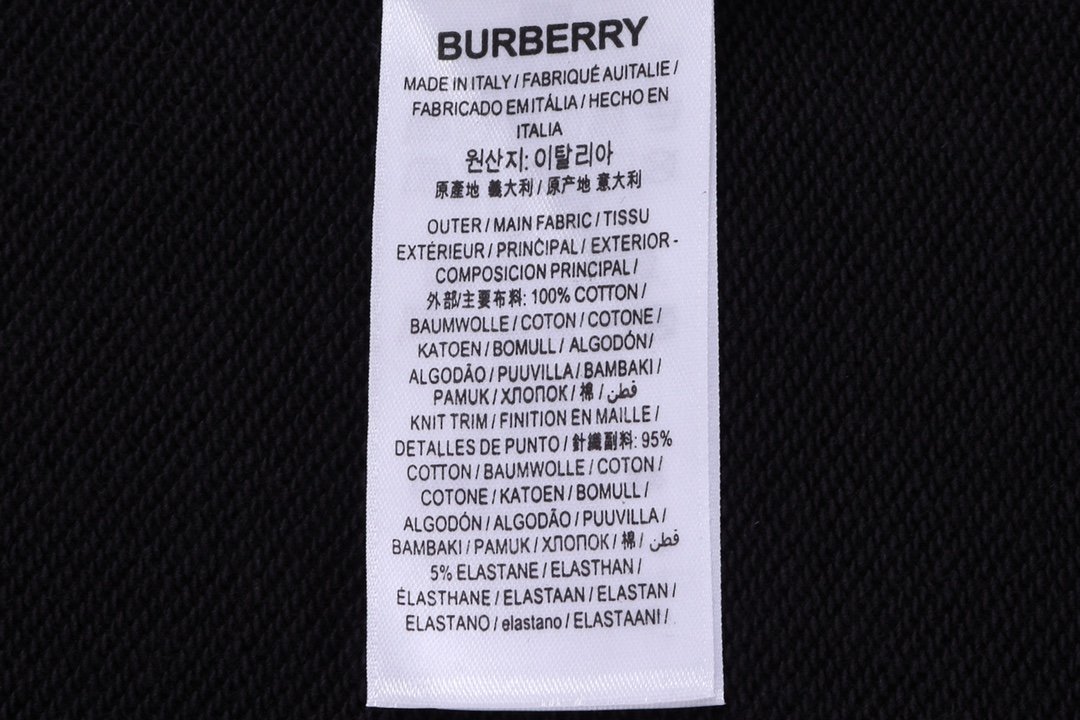 BURBERRY
MADE IN ITALY / FABRIQUÉ AUITALIE /
FABRICADO EMITÁLIA / HECHO EN
ITALIA
원산지: 이탈리아
原產地 義大利 / 原产地 意大利
OUTER / MAIN FABRIC / TISSU
EXTÉRIEUR / PRINCIPAL / EXTERIOR -
COMPOSICION PRINCIPAL /
外部/主要布料: 100% COTTON /
BAUMWOLLE / COTON / COTONE /
KATOEN / BOMULL / ALGODÓN/
ALGODÃO / PUUVILLA / BAMBAKI /
PAMUK / ХЛОПОК / 棉 / قطن
KNIT TRIM / FINITION EN MAILLE /
DETALLES DE PUNTO / 針織副料: 95%
COTTON / BAUMWOLLE / COTON /
COTONE / KATOEN / BOMULL /
ALGODÓN / ALGODÃO / PUUVILLA /
BAMBAKI / PAMUK / ХЛОПОК / 棉 / قطن
5% ELASTANE / ELASTHAN /
ÉLASTHANE / ELASTAAN / ELASTAN /
ELASTANO / elastano / ELASTAANI /